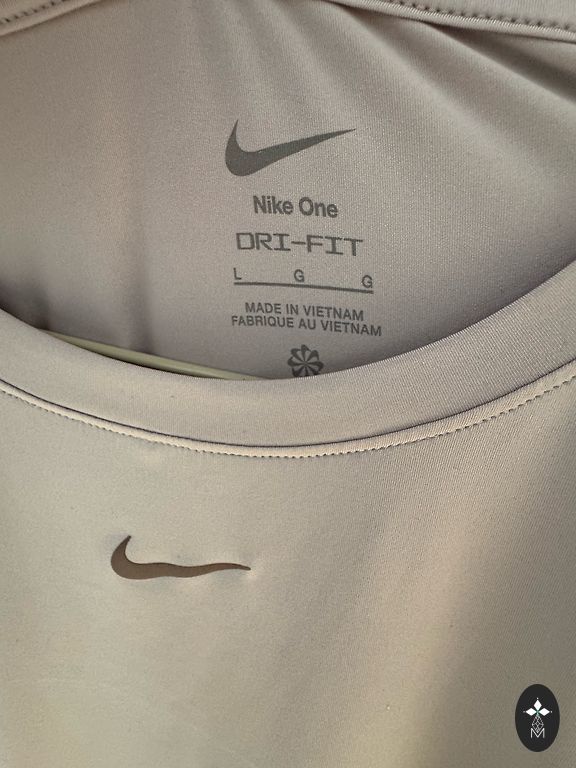 Nike One
DRI-FIT
L G G
MADE IN VIETNAM
FABRIQUE AU VIETNAM
M